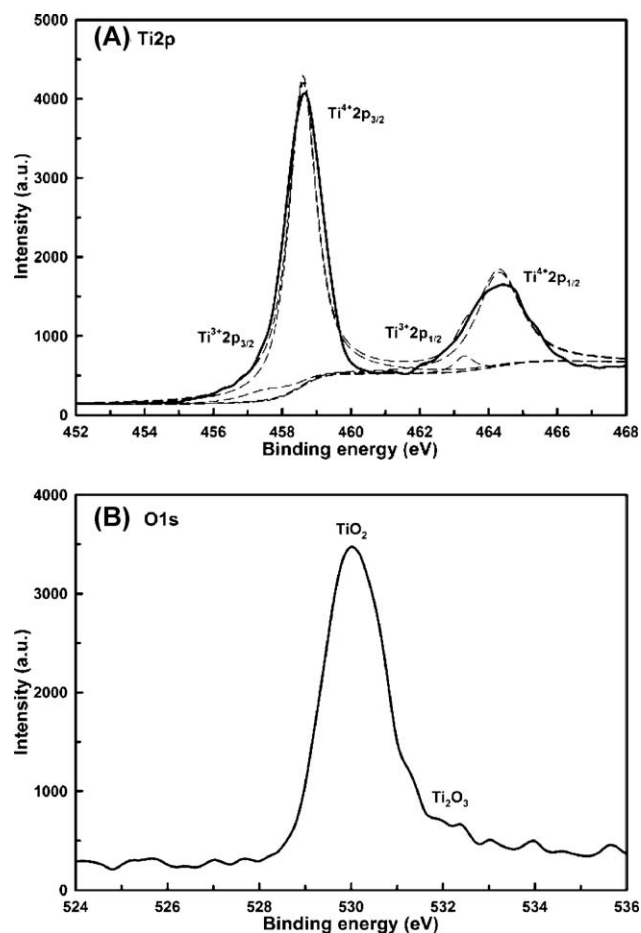 (A) Ti2p
5000
4000
3000
2000
1000
0
Intensity (a.u.)
Ti⁴⁺2p₃/₂
Ti³⁺2p₃/₂
Ti³⁺2p₁/₂
Ti⁴⁺2p₁/₂
452 454 456 458 460 462 464 466 468
Binding energy (eV)
(B) O1s
4000
3000
2000
1000
0
Intensity (a.u.)
TiO₂
Ti₂O₃
524 526 528 530 532 533 534 536
Binding energy (eV)